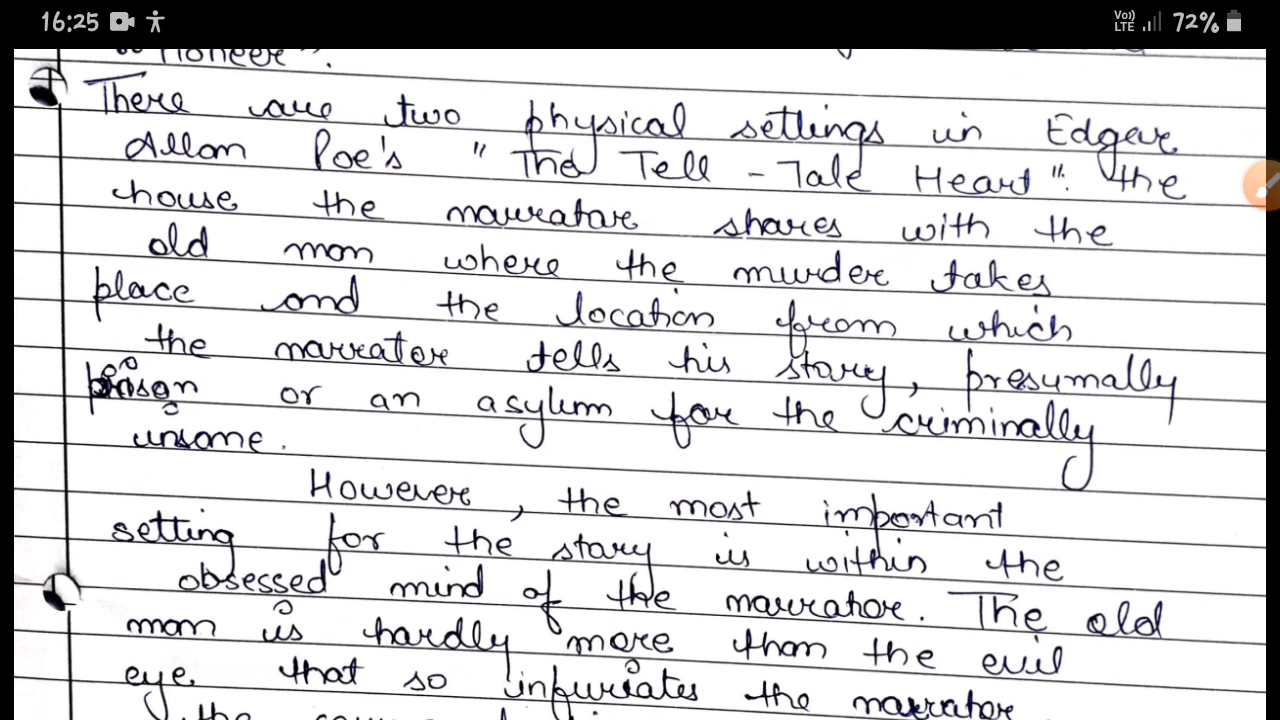 16:25
Vo)) LTE 72%
Pioneer".
There are two physical settings in Edgar
Allan Poe's "The Tell-Tale Heart". the
house the narrator shares with the
old man where the murder takes
place and the location from which
the narrator tells his story, presumally
prison or an asylum for the criminally
insane.
However, the most important
setting for the story is within the
obsessed mind of the narrator. The old
man is hardly more than the evil
eye that so infuriates the narrator
the